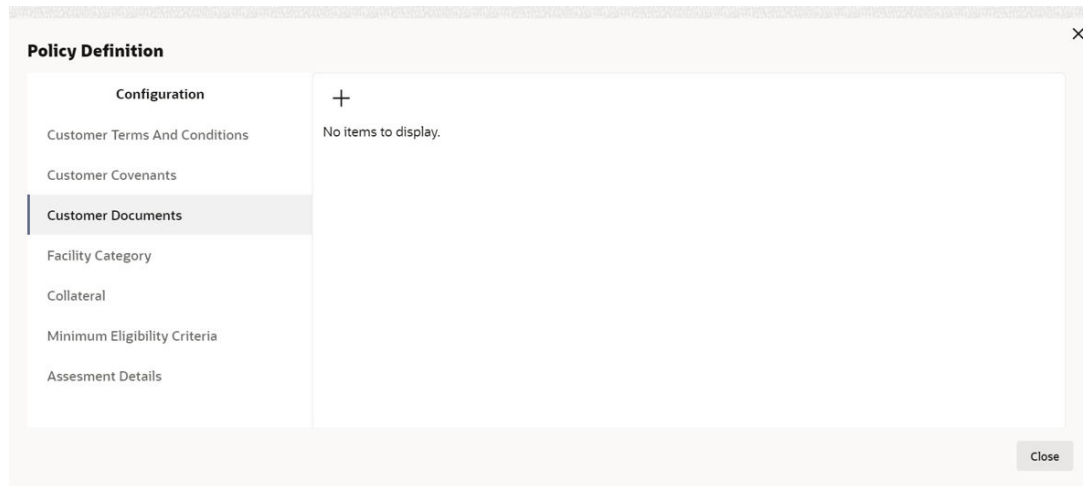 Policy Definition
Configuration
Customer Terms And Conditions
Customer Covenants
Customer Documents
Facility Category
Collateral
Minimum Eligibility Criteria
Assesment Details
No items to display.
Close